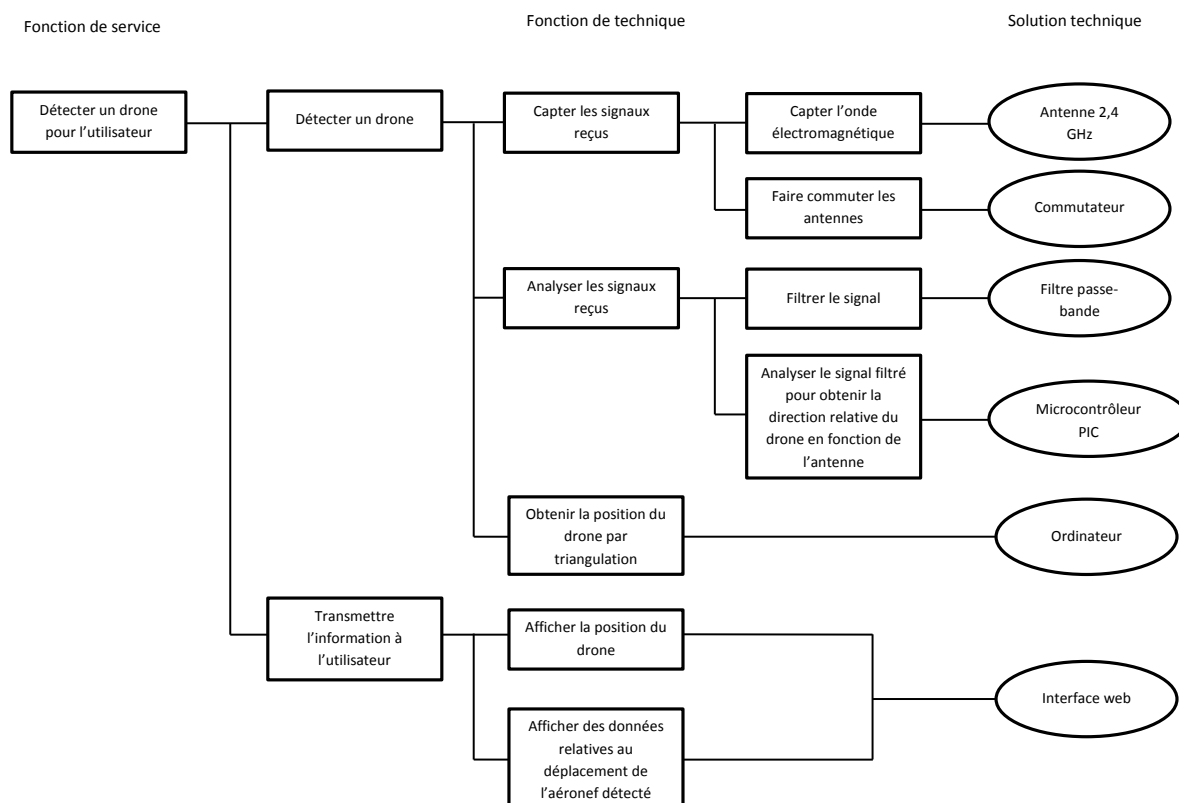 Fonction de service
Fonction de technique
Solution technique
Détecter un drone
pour l'utilisateur
Détecter un drone
Capter les signaux
reçus
Capter l'onde
électromagnétique
Antenne 2,4
GHz
Faire commuter les
antennes
Commutateur
Analyser les signaux
reçus
Filtrer le signal
Filtre passe-
bande
Analyser le signal filtré
pour obtenir la
direction relative du
drone en fonction de
l'antenne
Microcontrôleur
PIC
Obtenir la position du
drone par
triangulation
Ordinateur
Transmettre
l'information à
l'utilisateur
Afficher la position du
drone
Interface web
Afficher des données
relatives au
déplacement de
l'aéronef détecté